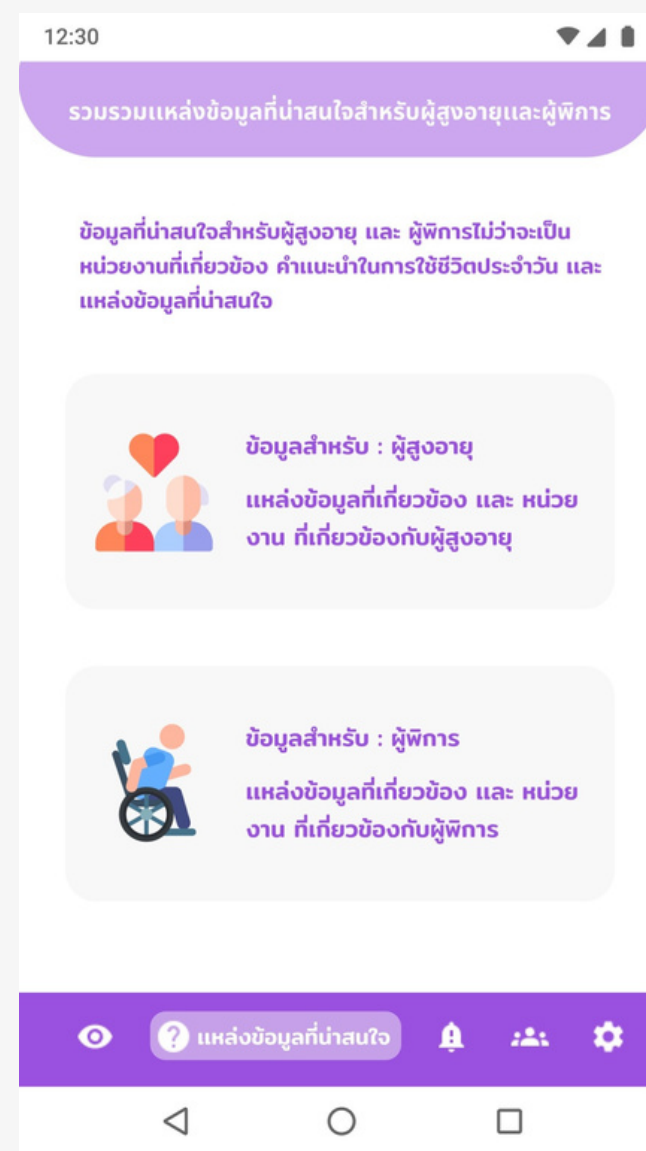 12:30
รวมรวมแหล่งข้อมูลที่น่าสนใจสำหรับผู้สูงอายุและผู้พิการ
ข้อมูลที่น่าสนใจสำหรับผู้สูงอายุ และ ผู้พิการไม่ว่าจะเป็น
หน่วยงานที่เกี่ยวข้อง คำแนะนำในการใช้ชีวิตประจำวัน และ
แหล่งข้อมูลที่น่าสนใจ
ข้อมูลสำหรับ : ผู้สูงอายุ
แหล่งข้อมูลที่เกี่ยวข้อง และ หน่วย
งาน ที่เกี่ยวข้องกับผู้สูงอายุ
ข้อมูลสำหรับ : ผู้พิการ
แหล่งข้อมูลที่เกี่ยวข้อง และ หน่วย
งาน ที่เกี่ยวข้องกับผู้พิการ
แหล่งข้อมูลที่น่าสนใจ